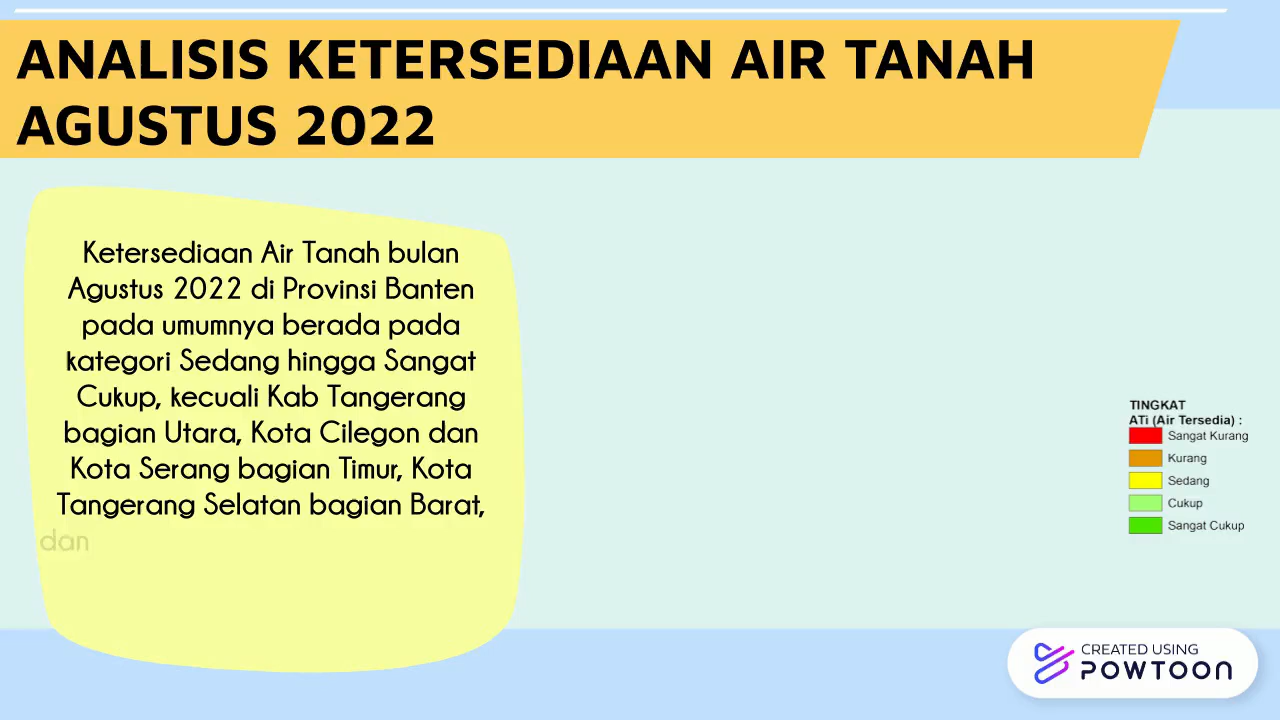 ANALISIS KETERSEDIAAN AIR TANAH
AGUSTUS 2022
Ketersediaan Air Tanah bulan
Agustus 2022 di Provinsi Banten
pada umumnya berada pada
kategori Sedang hingga Sangat
Cukup, kecuali Kab Tangerang
bagian Utara, Kota Cilegon dan
Kota Serang bagian Timur, Kota
Tangerang Selatan bagian Barat,
dan
TINGKAT
ATi (Air Tersedia) :
Sangat Kurang
Kurang
Sedang
Cukup
Sangat Cukup
CREATED USING
POWTOON